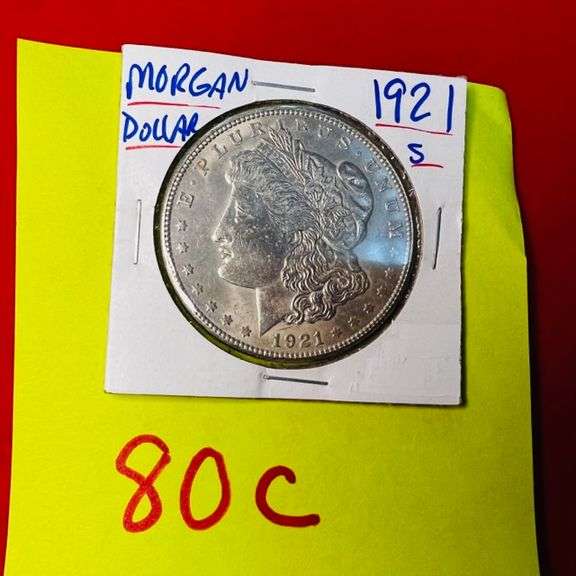 MORGAN
DOLLAR
1921
S
E · PLURIBUS · UNUM
1921
80C